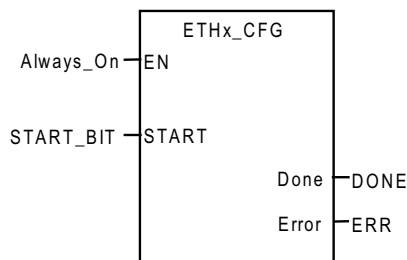 ETHx_CFG
Always_On EN
START_BIT START
Done DONE
Error ERR